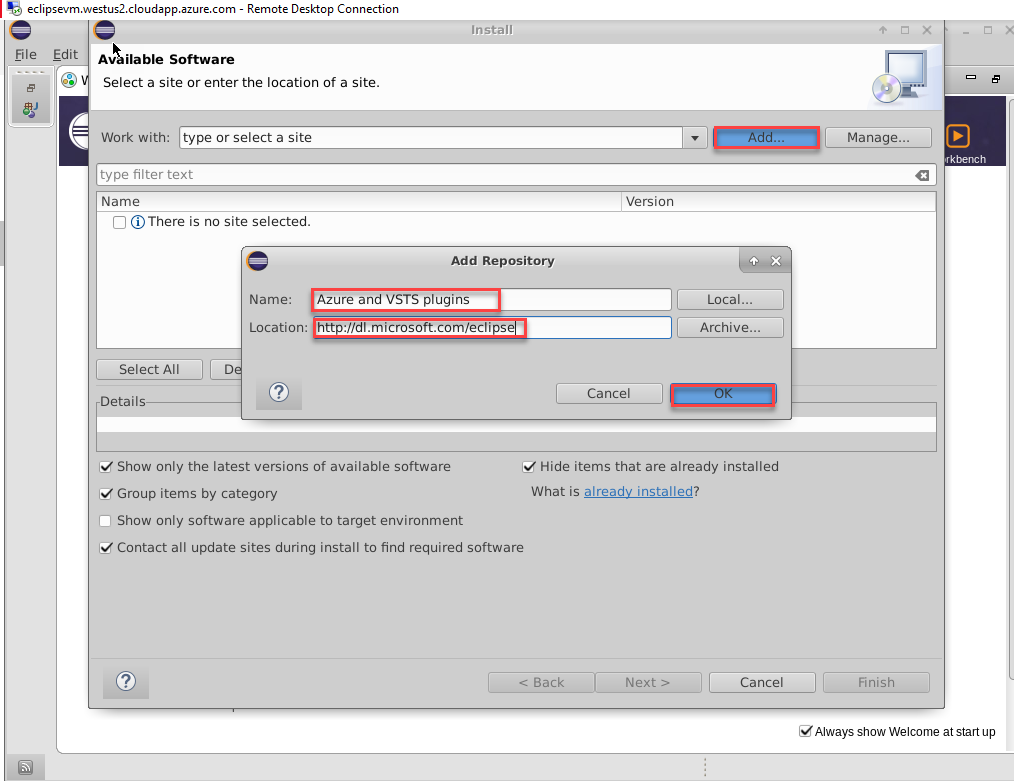 eclipsevm.westus2.cloudapp.azure.com - Remote Desktop Connection
Install
File Edit
Available Software
Select a site or enter the location of a site.
W
Work with: type or select a site Add... Manage...
rkbench
type filter text
Name Version
There is no site selected.
Add Repository
Name: Azure and VSTS plugins Local...
Location: http://dl.microsoft.com/eclipse Archive...
Select All De
? Cancel OK
Details
Show only the latest versions of available software Hide items that are already installed
Group items by category What is already installed?
Show only software applicable to target environment
Contact all update sites during install to find required software
? < Back Next > Cancel Finish
Always show Welcome at start up